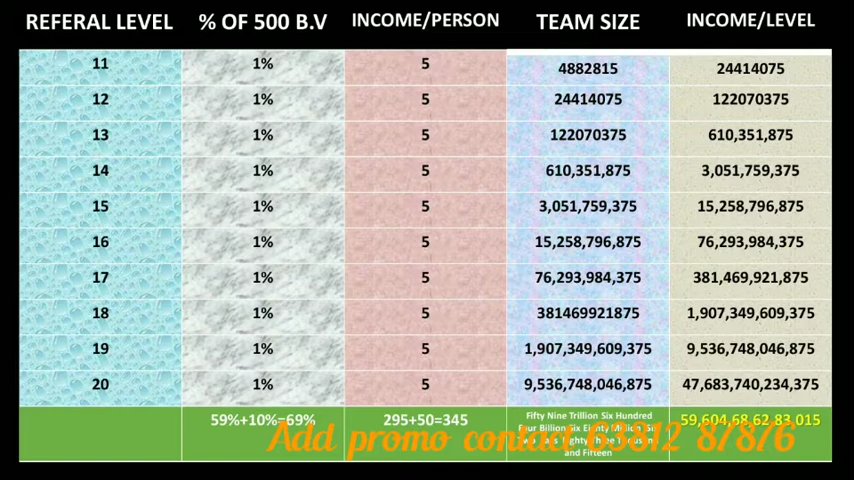 REFERAL LEVEL % OF 500 B.V INCOME/PERSON TEAM SIZE INCOME/LEVEL
11 1% 5 4882815 24414075
12 1% 5 24414075 122070375
13 1% 5 122070375 610,351,875
14 1% 5 610,351,875 3,051,759,375
15 1% 5 3,051,759,375 15,258,796,875
16 1% 5 15,258,796,875 76,293,984,375
17 1% 5 76,293,984,375 381,469,921,875
18 1% 5 381469921875 1,907,349,609,375
19 1% 5 1,907,349,609,375 9,536,748,046,875
20 1% 5 9,536,748,046,875 47,683,740,234,375
59%+10%=69% 295+50=345 59,604,68,62,83,015
Fifty Nine Trillion Six Hundred
Four Billion Six Eighty
and Fifteen
Add promo contact